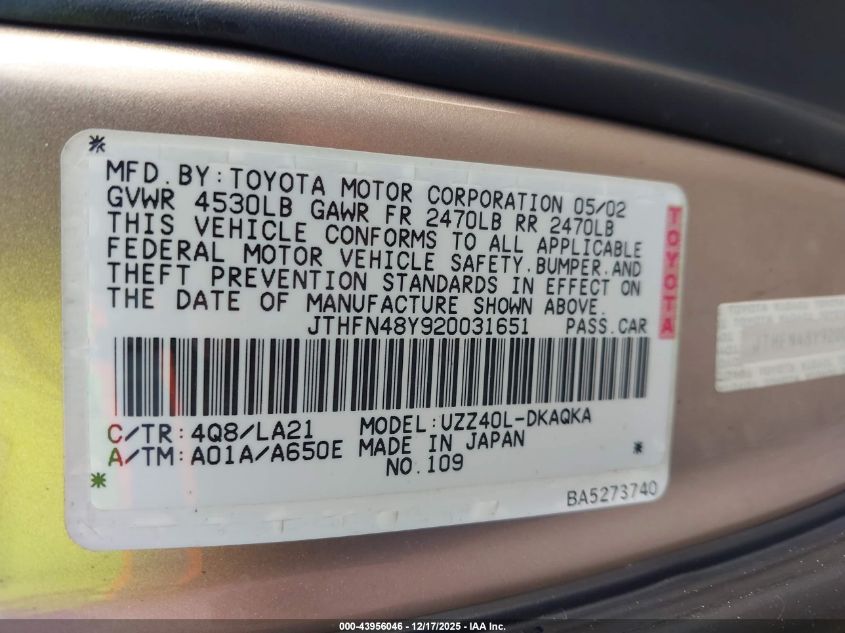 MFD. BY: TOYOTA MOTOR CORPORATION 05/02
GVWR 4530LB GAWR FR 2470LB RR 2470LB
THIS VEHICLE CONFORMS TO ALL APPLICABLE
FEDERAL MOTOR VEHICLE SAFETY, BUMPER, AND
THEFT PREVENTION STANDARDS IN EFFECT ON
THE DATE OF MANUFACTURE SHOWN ABOVE.
JTHFN48Y920031651 PASS.CAR
C/TR: 4Q8/LA21 MODEL: UZZ40L-DKAQKA
A/TM: A01A/A650E MADE IN JAPAN
NO.109
BA5273740
TOYOTA
JTHFN48Y920
000-43956046 - 12/17/2025 - IAA Inc.